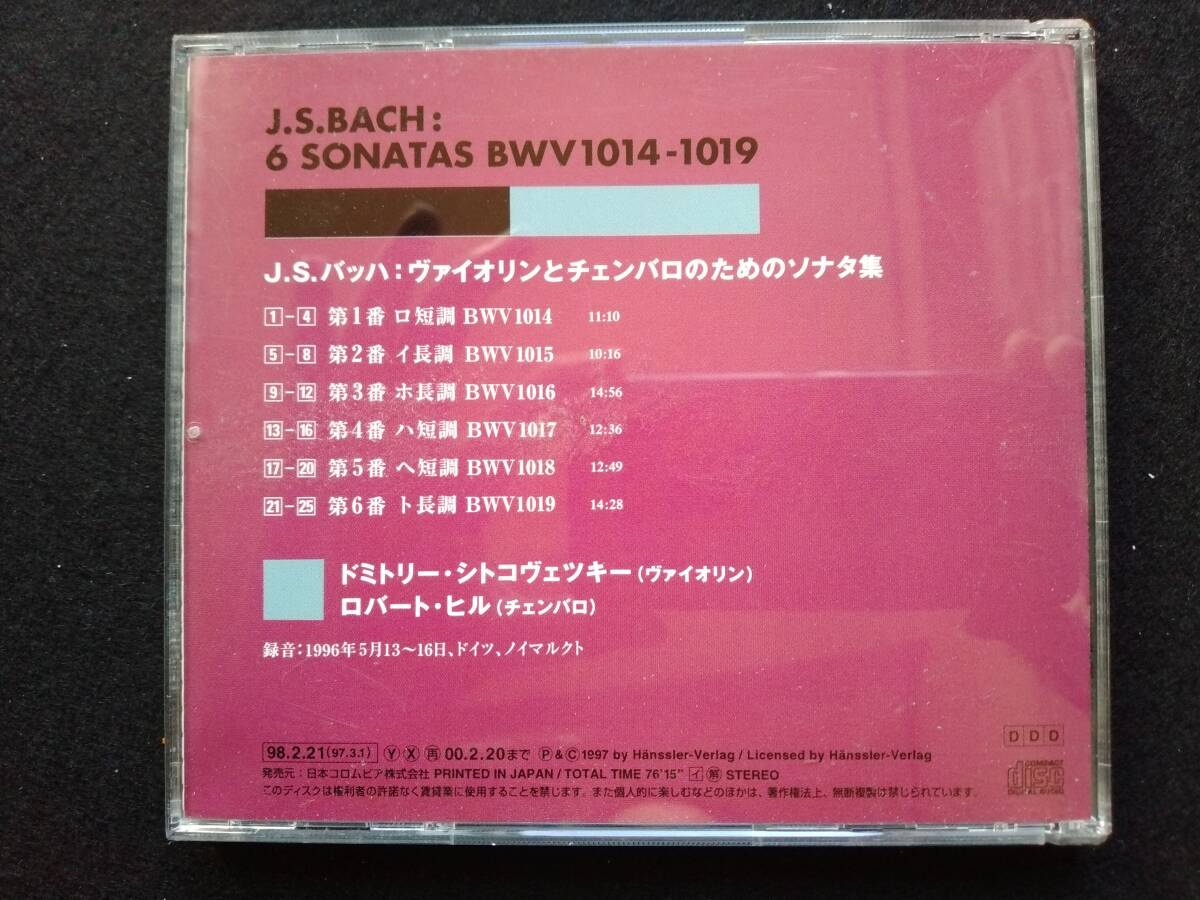 J.S.BACH:
6 SONATAS BWV1014-1019
J.S.バッハ:ヴァイオリンとチェンバロのためのソナタ集
1-4 第1番 ロ短調 BWV1014 11:10
5-8 第2番 イ長調 BWV1015 10:16
9-12 第3番 ホ長調 BWV1016 14:56
13-16 第4番 ハ短調 BWV1017 12:36
17-20 第5番 ヘ短調 BWV1018 12:49
21-25 第6番 ト長調 BWV1019 14:28
ドミトリー・シトコヴェツキー(ヴァイオリン)
ロバート・ヒル(チェンバロ)
録音:1996年5月13〜16日、ドイツ、ノイマルクト
DDD
98.2.21(97.3.1) Ⓨ Ⓧ 再 00.2.20まで Ⓟ&Ⓒ 1997 by Hänssler-Verlag / Licensed by Hänssler-Verlag
発売元:日本コロムビア株式会社 PRINTED IN JAPAN / TOTAL TIME 76'15" イ 解 STEREO
このディスクは権利者の許諾なく賃貸業に使用することを禁じます。また個人的に楽しむなどのほかは、著作権法上、無断複製は禁じられています。
COMPACT
disc
DIGITAL AUDIO